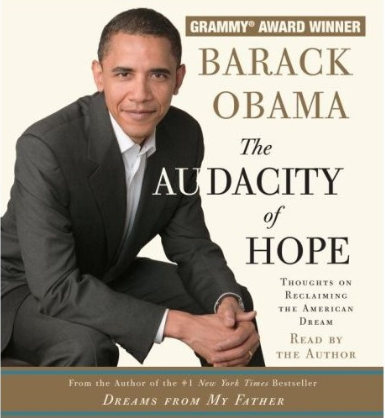 GRAMMY® AWARD WINNER
BARACK
OBAMA
The
AUDACITY
of
HOPE
THOUGHTS ON
RECLAIMING
THE AMERICAN
DREAM
READ BY
THE AUTHOR
From the Author of the #1 New York Times Bestseller
DREAMS FROM MY FATHER